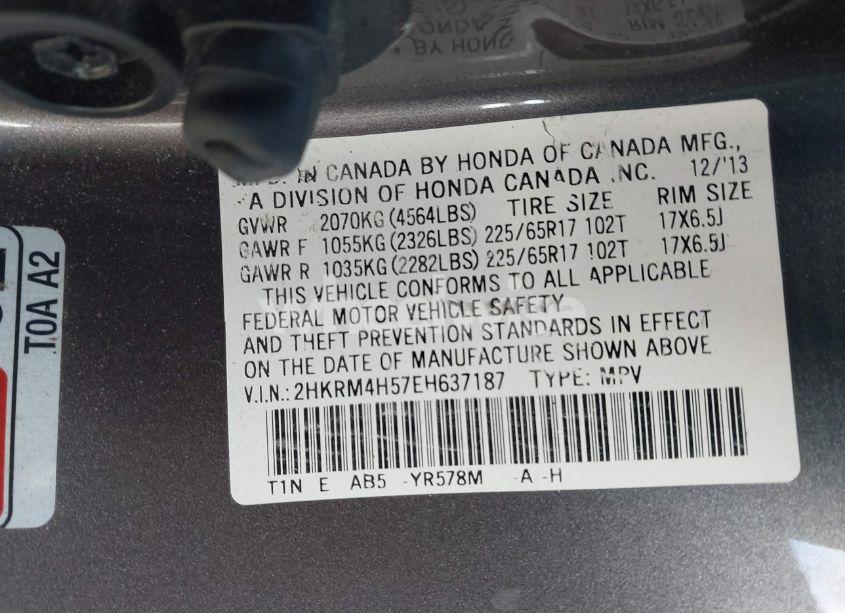 BY HOND
IN CANADA BY HONDA OF CANADA MFG.,
A DIVISION OF HONDA CANADA INC. 12/'13
GVWR 2070KG (4564LBS) TIRE SIZE RIM SIZE
GAWR F 1055KG (2326LBS) 225/65R17 102T 17X6.5J
GAWR R 1035KG (2282LBS) 225/65R17 102T 17X6.5J
THIS VEHICLE CONFORMS TO ALL APPLICABLE
FEDERAL MOTOR VEHICLE SAFETY
AND THEFT PREVENTION STANDARDS IN EFFECT
ON THE DATE OF MANUFACTURE SHOWN ABOVE
V.I.N.:2HKRM4H57EH637187 TYPE: MPV
T1N E AB5 -YR578M -A -H
TOA A2